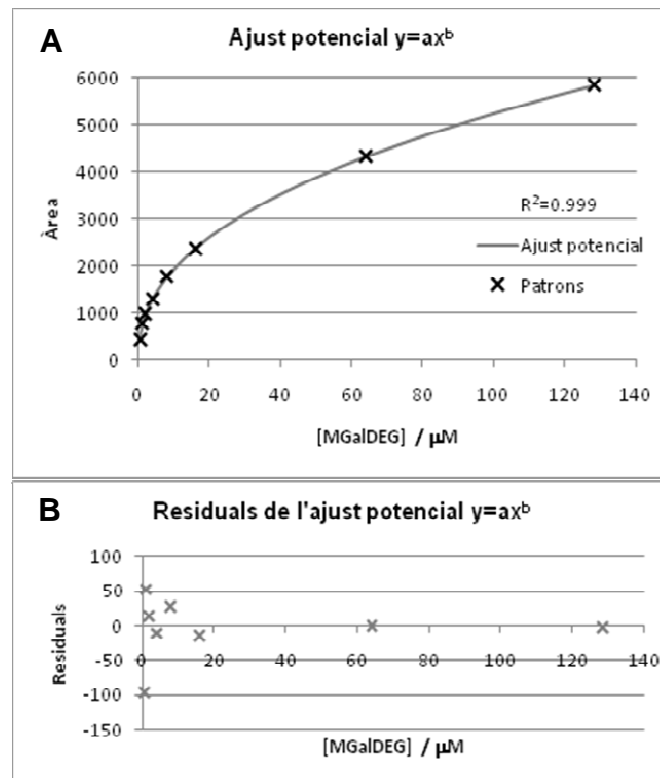 A
Ajust potencial y=axᵇ
6000
5000
4000
3000
2000
1000
0
Àrea
R²=0.999
Ajust potencial
Patrons
0 20 40 60 80 100 120 140
[MGalDEG] / µM
B
Residuals de l'ajust potencial y=axᵇ
100
50
0
-50
-100
-150
Residuals
0 20 40 60 80 100 120 140
[MGalDEG] / µM